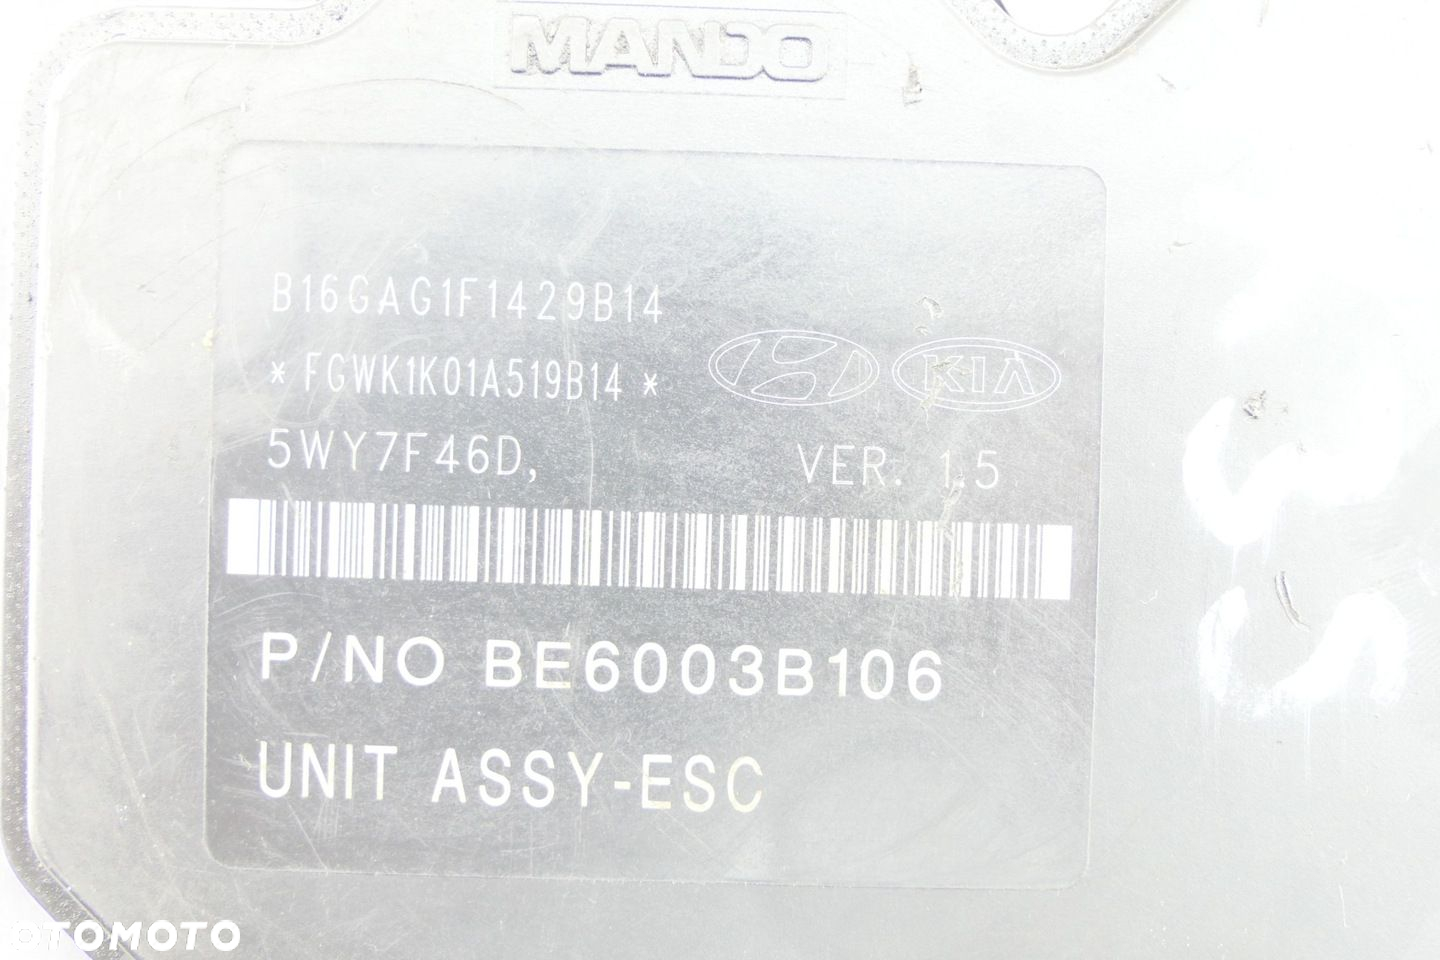 MANDO
B16GAG1F1429B14
*FGWK1K01A519B14*
KIA
5WY7F46D, VER. 1.5
P/NO BE6003B106
UNIT ASSY-ESC
OTOMOTO